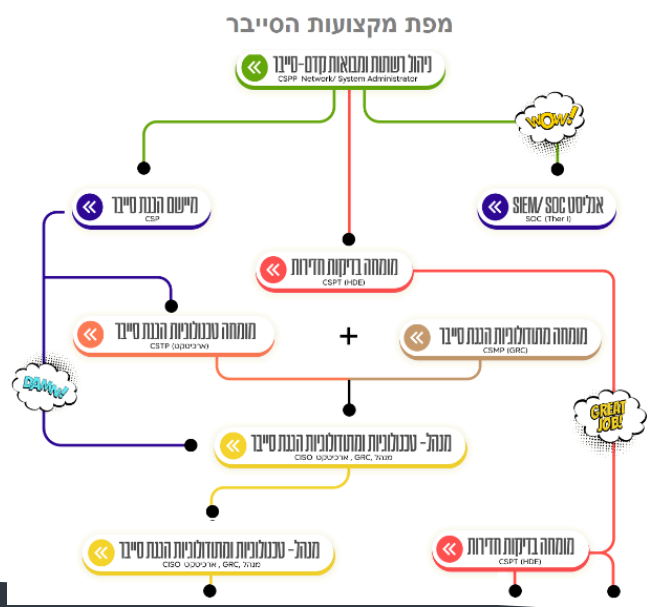 מפת מקצועות הסייבר
ניהול רשתות ומבואות קדם-סייבר
CSPP Network/ System Administrator
WOW!
מיישם הגנת סייבר
CSP
אנליסט SIEM/ SOC
SOC (Ther I)
מומחה בדיקות חדירות
CSPT (HDE)
מומחה טכנולוגיות הגנת סייבר
CSTP (ארכיטקט)
+
מומחה מתודולוגיות הגנת סייבר
CSMP (GRC)
DAMN!
GREAT
JOB!
מנהל- טכנולוגיות ומתודולוגיות הגנת סייבר
מנהל, GRC, ארכיטקט, CISO
מנהל- טכנולוגיות ומתודולוגיות הגנת סייבר
מנהל, GRC, ארכיטקט, CISO
מומחה בדיקות חדירות
CSPT (HDE)